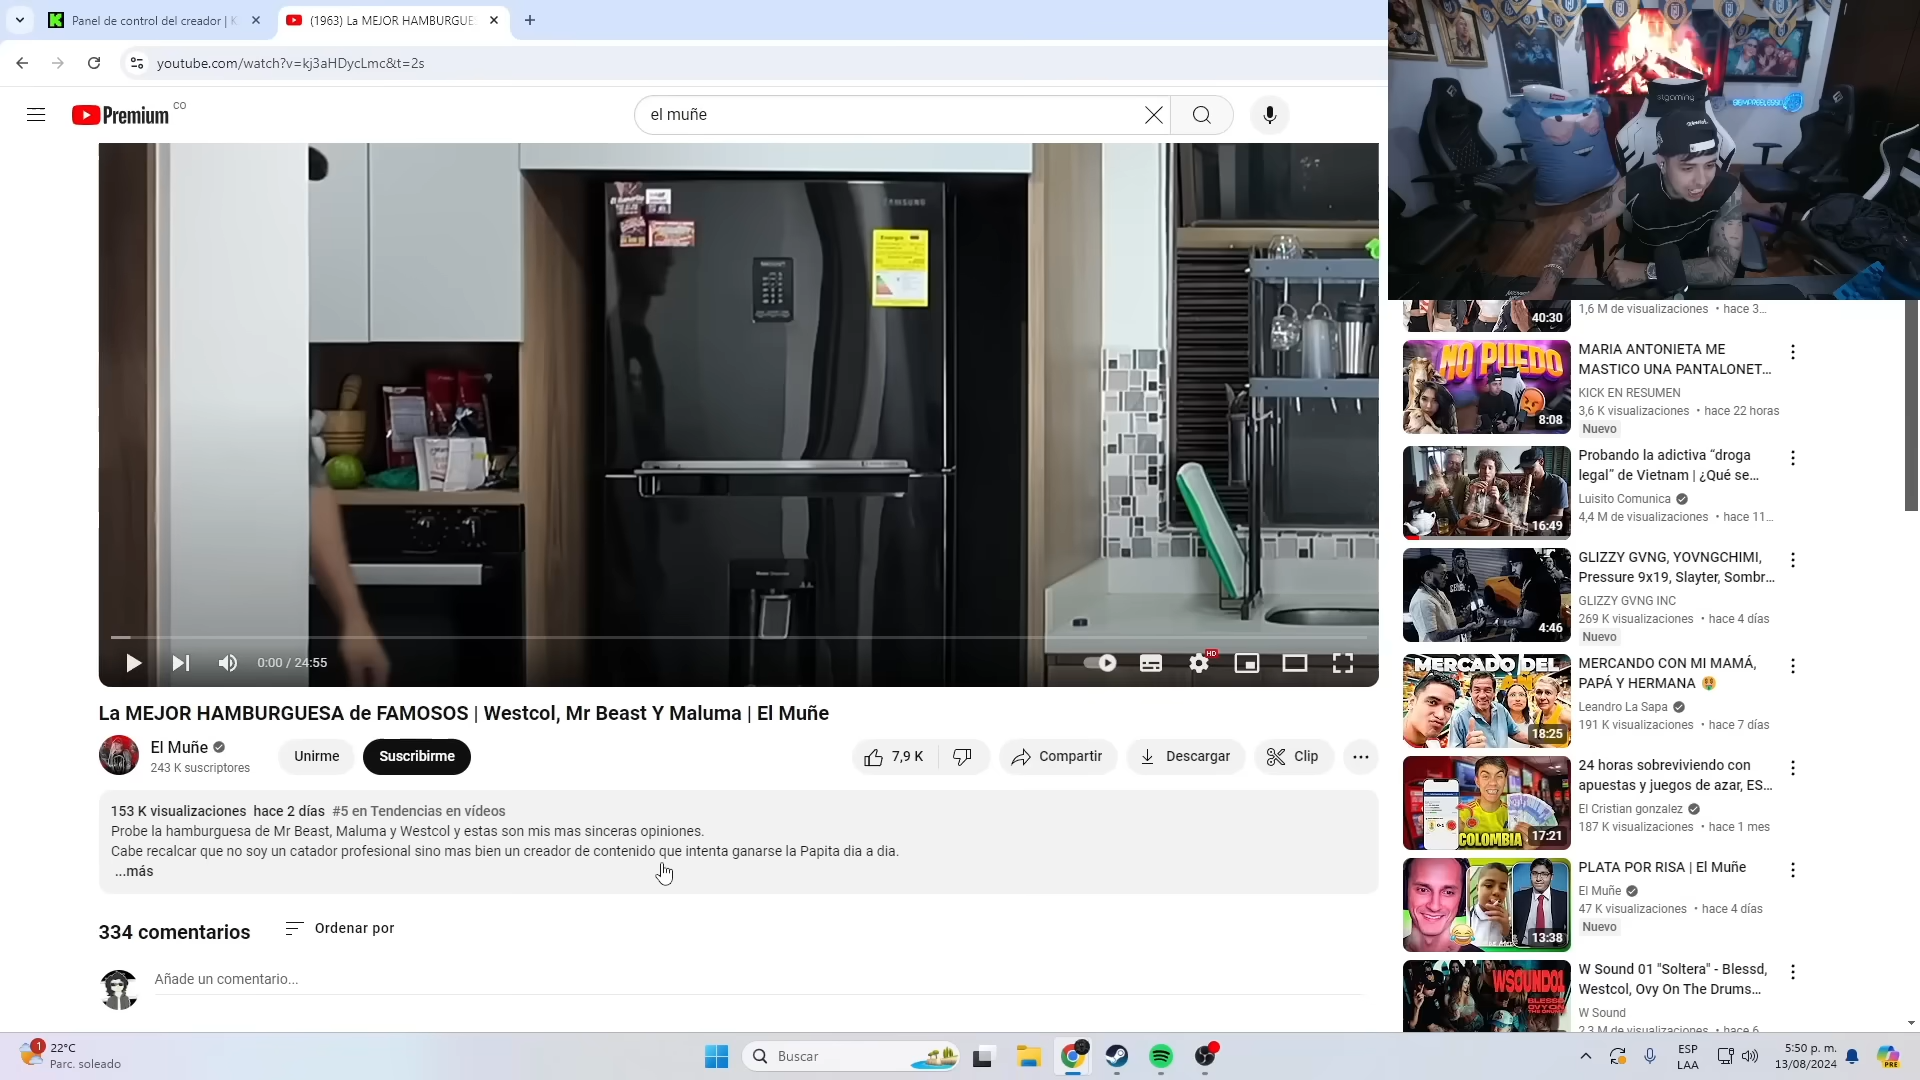 Panel de control del creador | K
(1963) La MEJOR HAMBURGUES
youtube.com/watch?v=kj3aHDycLmc&t=2s
Premium CO
el muñe
SAMSUNG
0:00 / 24:55
HD
La MEJOR HAMBURGUESA de FAMOSOS | Westcol, Mr Beast Y Maluma | El Muñe
El Muñe
243 K suscriptores
Unirme
Suscribirme
7,9 K
Compartir
Descargar
Clip
153 K visualizaciones hace 2 días #5 en Tendencias en vídeos
Probe la hamburguesa de Mr Beast, Maluma y Westcol y estas son mis mas sinceras opiniones.
Cabe recalcar que no soy un catador profesional sino mas bien un creador de contenido que intenta ganarse la Papita dia a dia.
...más
334 comentarios
Ordenar por
Añade un comentario...
40:30
1,6 M de visualizaciones • hace 3...
NO PUEDO
8:08
MARIA ANTONIETA ME
MASTICO UNA PANTALONET...
KICK EN RESUMEN
3,6 K visualizaciones • hace 22 horas
Nuevo
16:49
Probando la adictiva “droga
legal” de Vietnam | ¿Qué se...
Luisito Comunica
4,4 M de visualizaciones • hace 11...
4:46
GLIZZY GVNG, YOVNGCHIMI,
Pressure 9x19, Slayter, Sombr...
GLIZZY GVNG INC
269 K visualizaciones • hace 4 días
Nuevo
MERCADO DEL
18:25
MERCANDO CON MI MAMÁ,
PAPÁ Y HERMANA 🤑
Leandro La Sapa
191 K visualizaciones • hace 7 días
COLOMBIA
17:21
24 horas sobreviviendo con
apuestas y juegos de azar, ES...
El Cristian gonzalez
187 K visualizaciones • hace 1 mes
13:38
PLATA POR RISA | El Muñe
El Muñe
47 K visualizaciones • hace 4 días
Nuevo
WSOUND01
W Sound 01 "Soltera" - Blessd,
Westcol, Ovy On The Drums...
W Sound
2,3 M de visualizaciones • hace 6
1
22°C
Parc. soleado
Buscar
ESP
LAA
5:50 p. m.
13/08/2024
PRE